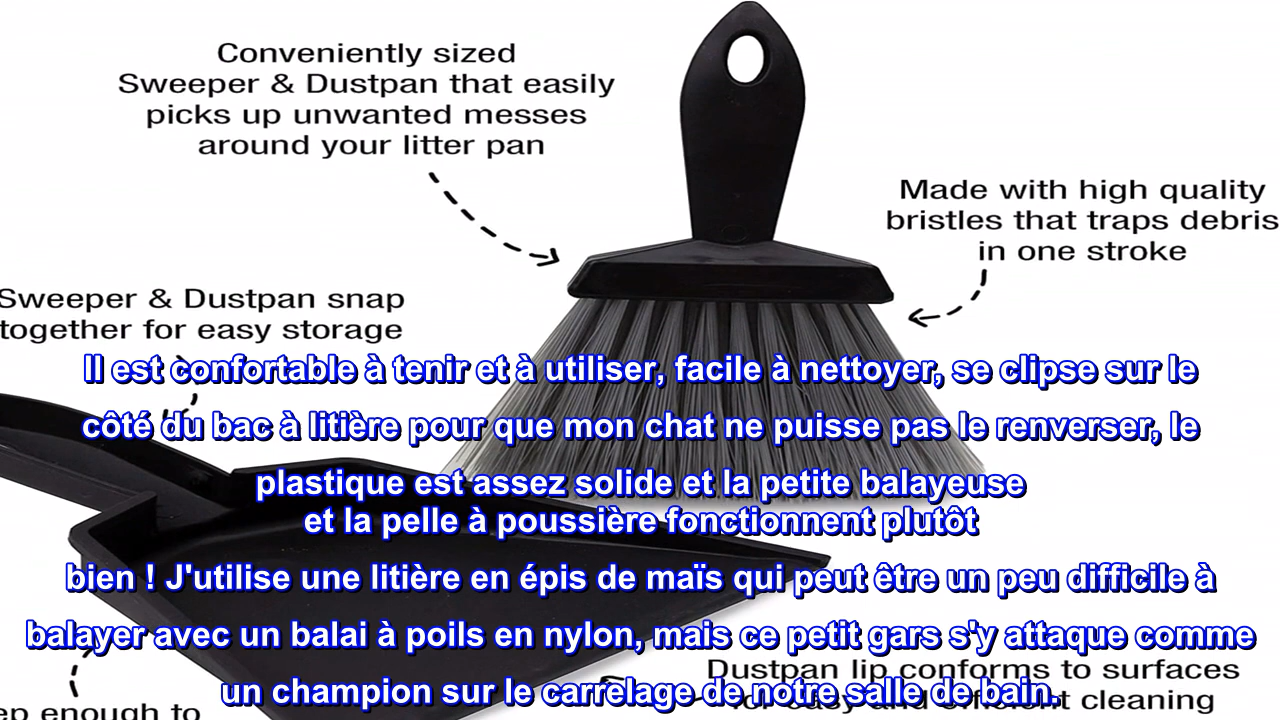 Conveniently sized
Sweeper & Dustpan that easily
picks up unwanted messes
around your litter pan
Made with high quality
bristles that traps debris
in one stroke
Sweeper & Dustpan snap
together for easy storage
Il est confortable à tenir et à utiliser, facile à nettoyer, se clipse sur le
côté du bac à litière pour que mon chat ne puisse pas le renverser, le
plastique est assez solide et la petite balayeuse
et la pelle à poussière fonctionnent plutôt
bien ! J'utilise une litière en épis de maïs qui peut être un peu difficile à
balayer avec un balai à poils en nylon, mais ce petit gars s'y attaque comme
un champion sur le carrelage de notre salle de bain.
Dustpan lip conforms to surfaces
for easy and efficient cleaning
enough to